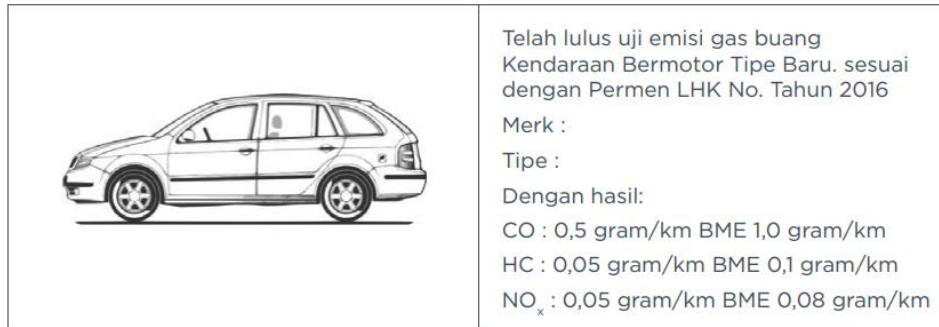 Telah lulus uji emisi gas buang
Kendaraan Bermotor Tipe Baru. sesuai
dengan Permen LHK No. Tahun 2016
Merk :
Tipe :
Dengan hasil:
CO : 0,5 gram/km BME 1,0 gram/km
HC : 0,05 gram/km BME 0,1 gram/km
NOx : 0,05 gram/km BME 0,08 gram/km